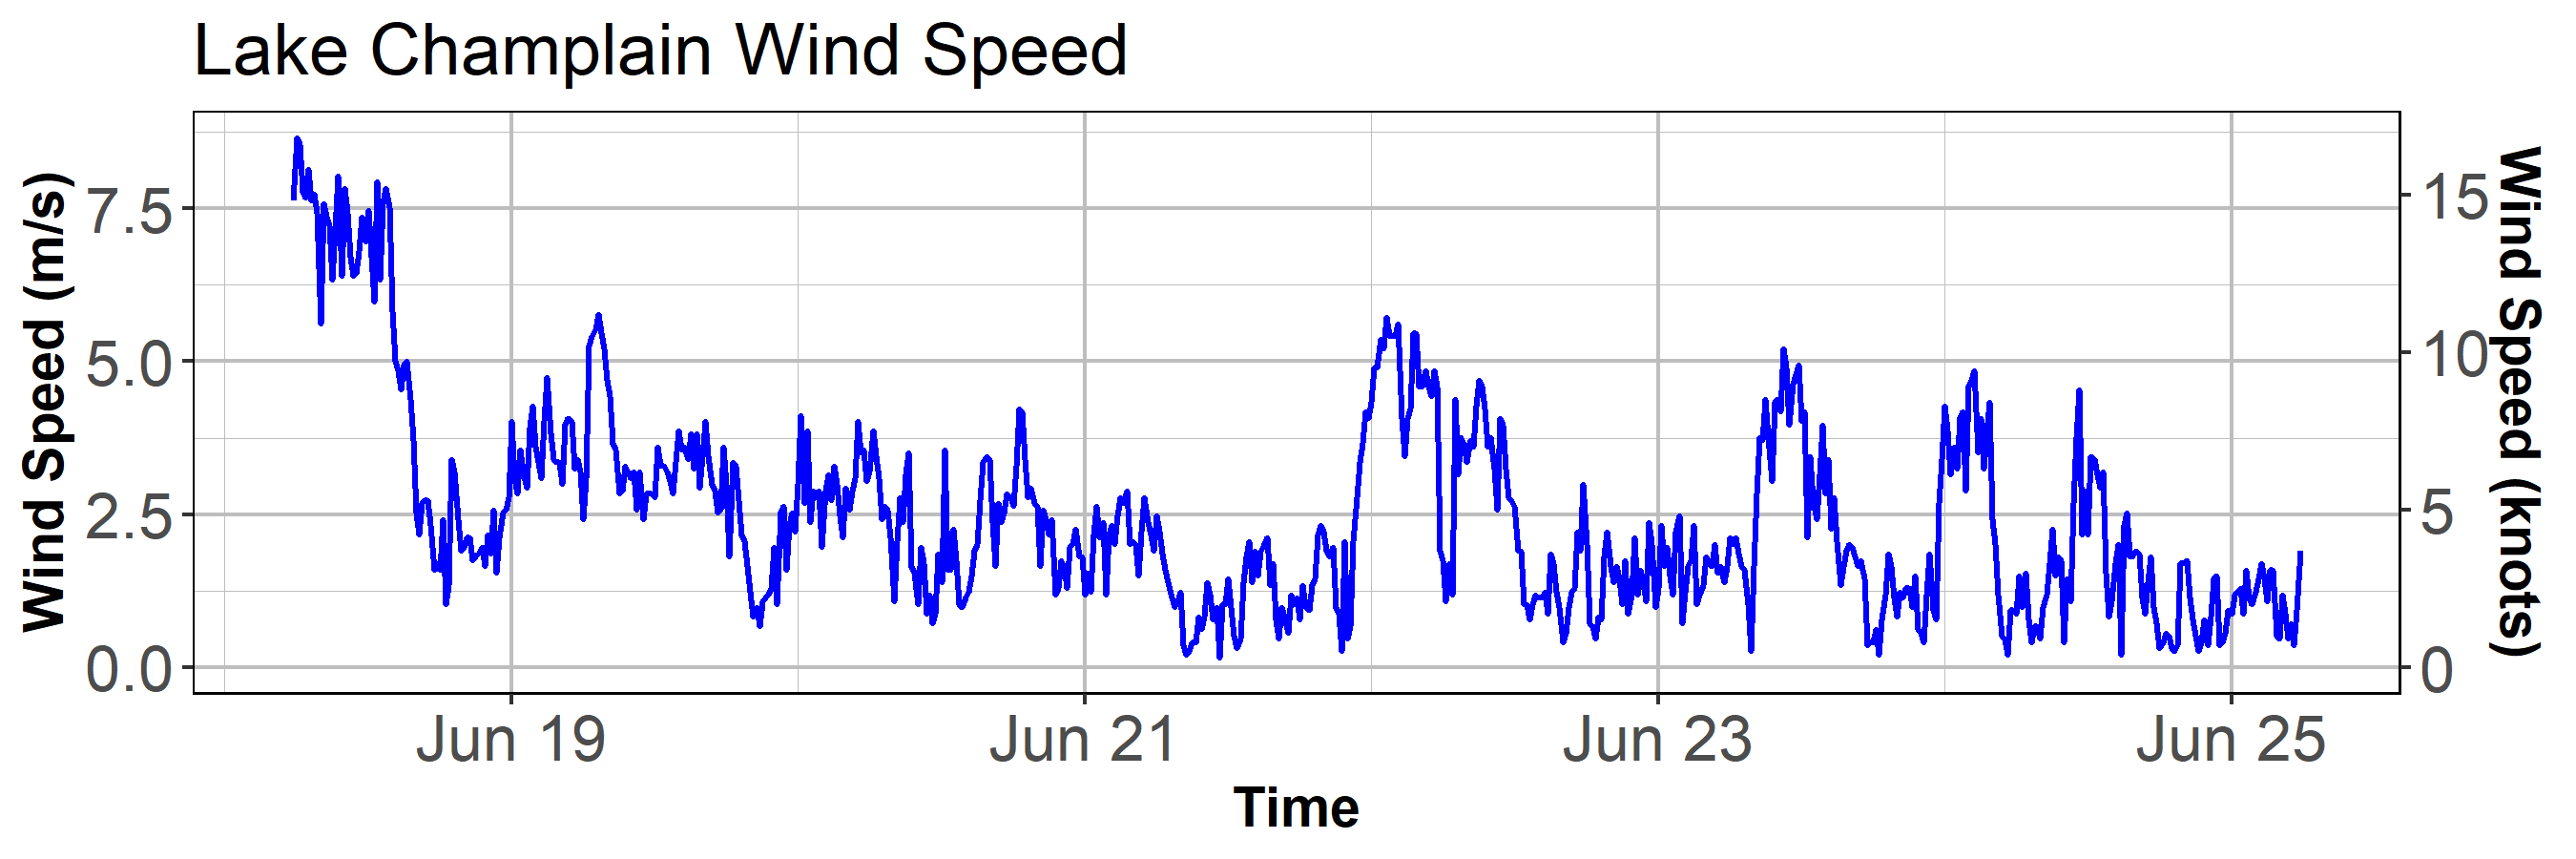 Lake Champlain Wind Speed
Wind Speed (m/s)
7.5
5.0
2.5
0.0
15
10
5
0
Wind Speed (knots)
Jun 19
Jun 21
Jun 23
Jun 25
Time